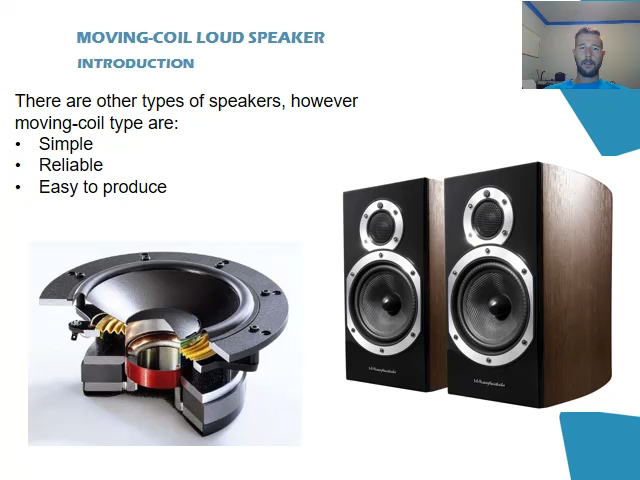 MOVING-COIL LOUD SPEAKER
INTRODUCTION
There are other types of speakers, however
moving-coil type are:
• Simple
• Reliable
• Easy to produce